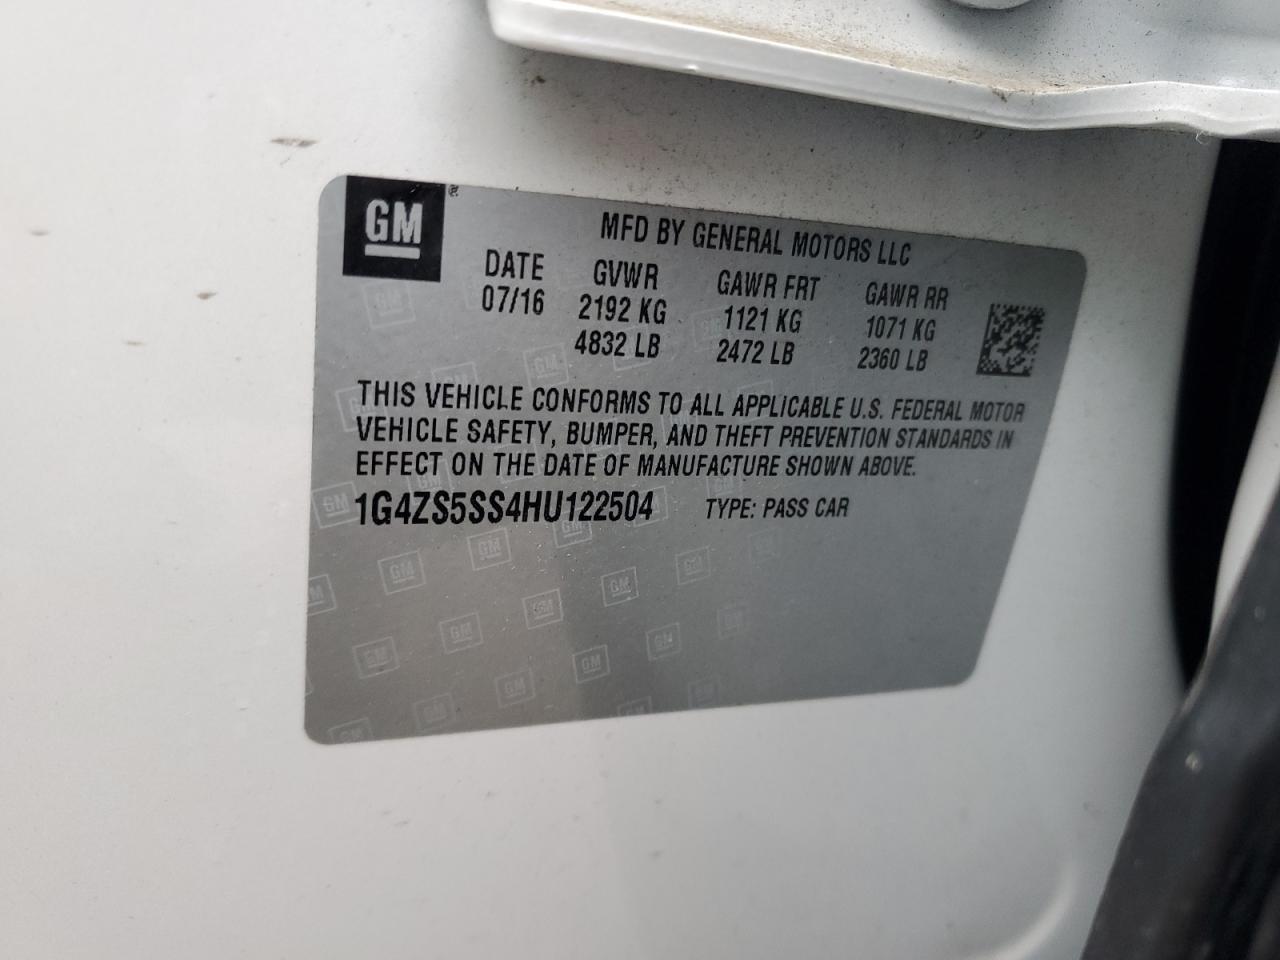 GM ®
MFD BY GENERAL MOTORS LLC
DATE GVWR GAWR FRT GAWR RR
07/16 2192 KG 1121 KG 1071 KG
4832 LB 2472 LB 2360 LB
THIS VEHICLE CONFORMS TO ALL APPLICABLE U.S. FEDERAL MOTOR
VEHICLE SAFETY, BUMPER, AND THEFT PREVENTION STANDARDS IN
EFFECT ON THE DATE OF MANUFACTURE SHOWN ABOVE.
1G4ZS5SS4HU122504 TYPE: PASS CAR